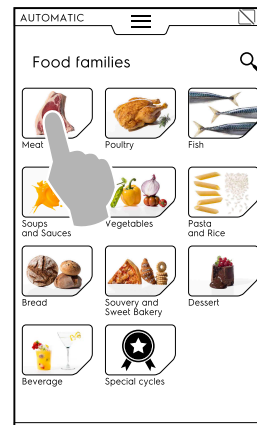 AUTOMATIC
Food families
Meat
Poultry
Fish
Soups
and Sauces
Vegetables
Pasta
and Rice
Bread
Souvery and
Sweet Bakery
Dessert
Beverage
Special cycles